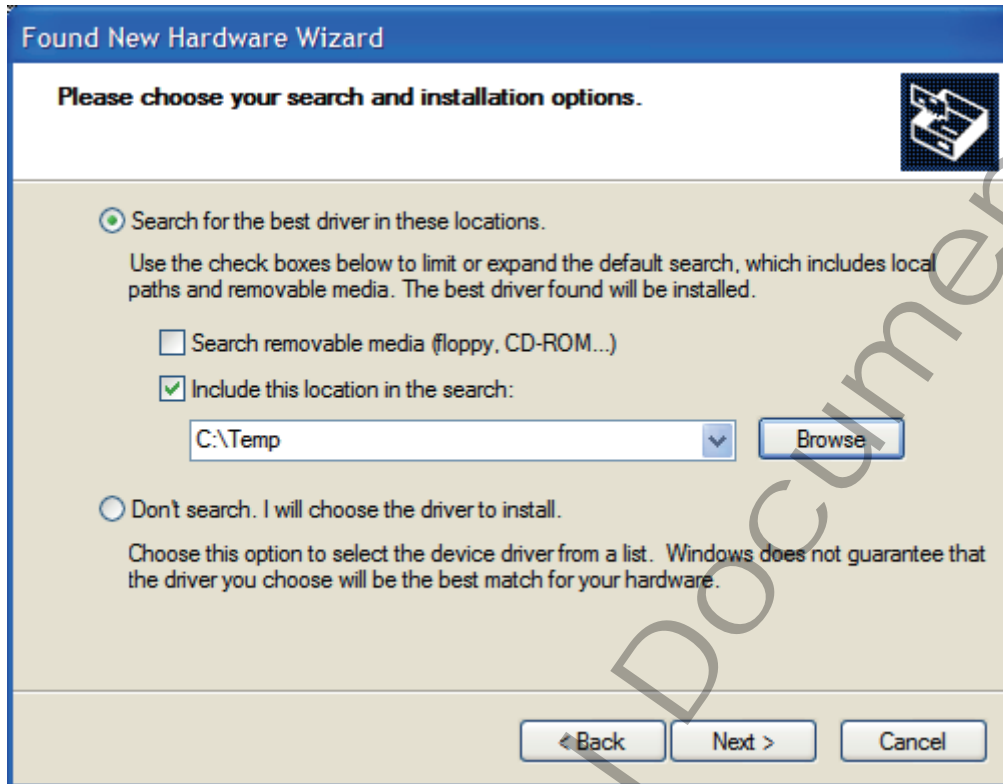 Found New Hardware Wizard
Please choose your search and installation options.
Search for the best driver in these locations.
Use the check boxes below to limit or expand the default search, which includes local
paths and removable media. The best driver found will be installed.
Search removable media (floppy, CD-ROM...)
Include this location in the search:
C:\Temp
Browse
Don't search. I will choose the driver to install.
Choose this option to select the device driver from a list. Windows does not guarantee that
the driver you choose will be the best match for your hardware.
< Back
Next >
Cancel
Documen